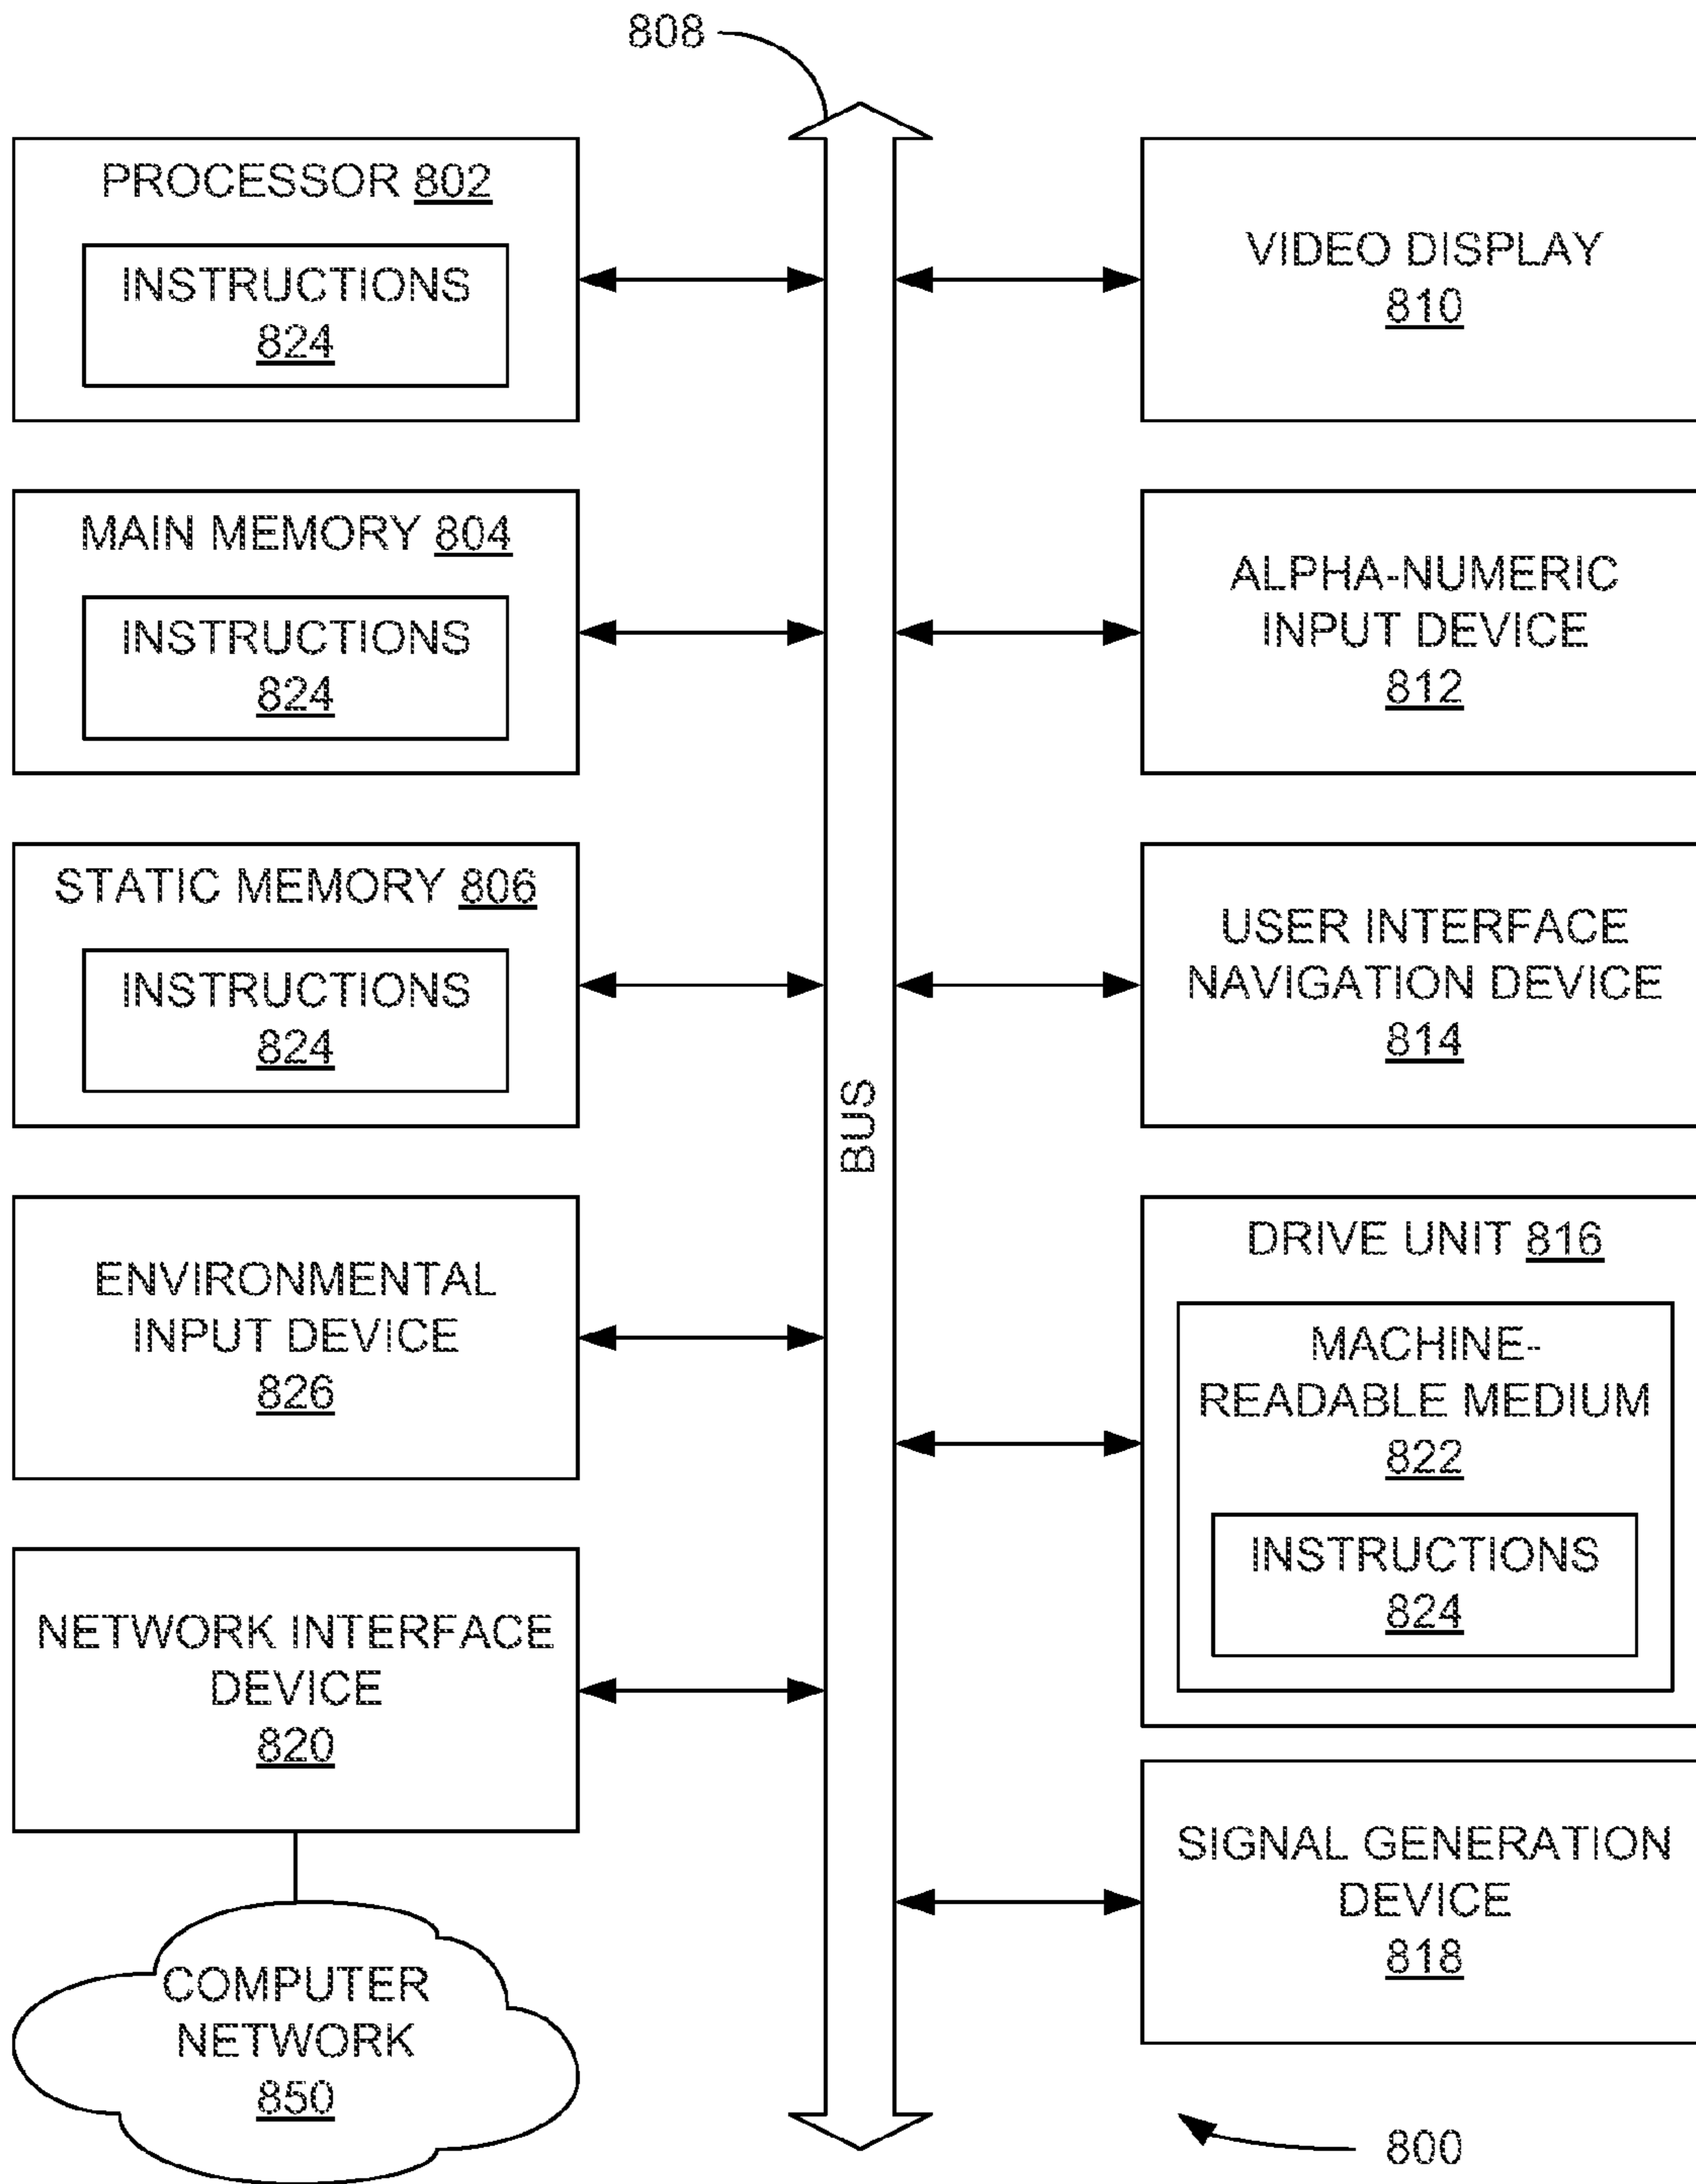 808
PROCESSOR 802
INSTRUCTIONS
824
MAIN MEMORY 804
INSTRUCTIONS
824
STATIC MEMORY 806
INSTRUCTIONS
824
ENVIRONMENTAL
INPUT DEVICE
826
NETWORK INTERFACE
DEVICE
820
COMPUTER
NETWORK
850
BUS
VIDEO DISPLAY
810
ALPHA-NUMERIC
INPUT DEVICE
812
USER INTERFACE
NAVIGATION DEVICE
814
DRIVE UNIT 816
MACHINE-
READABLE MEDIUM
822
INSTRUCTIONS
824
SIGNAL GENERATION
DEVICE
818
800